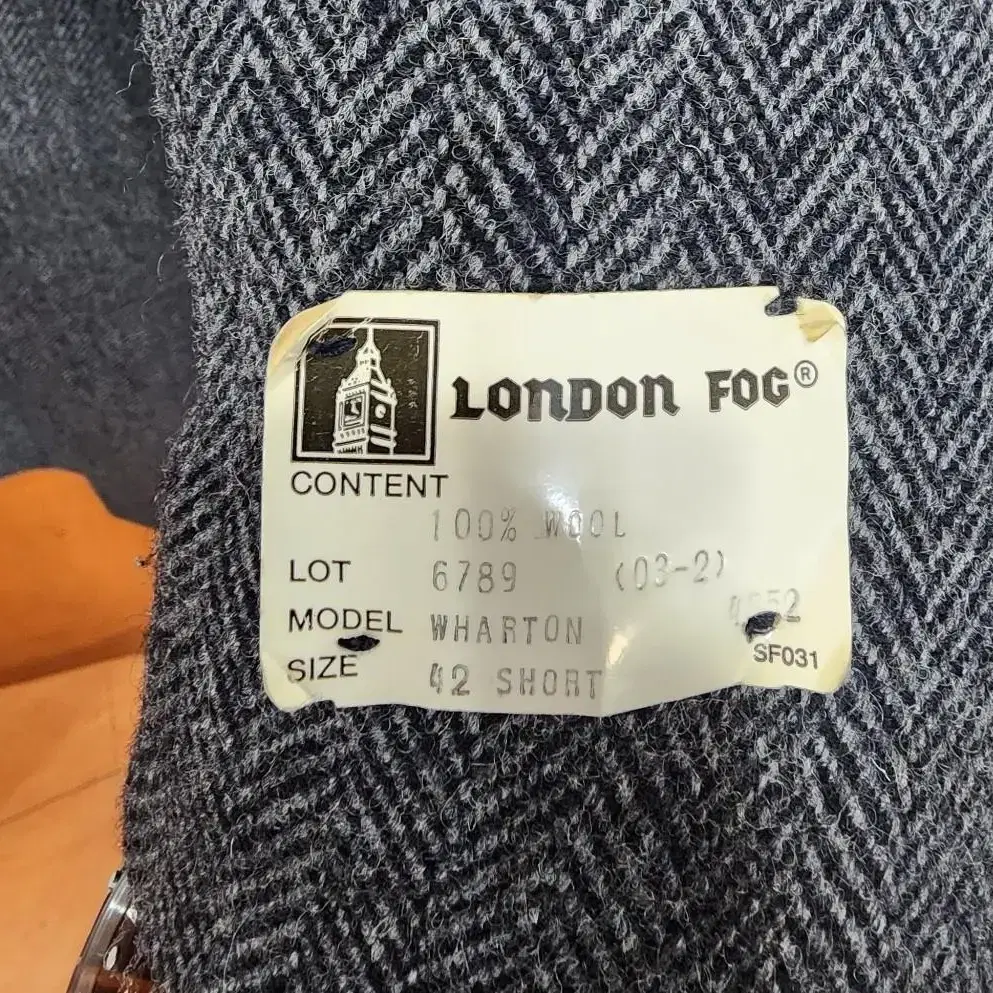 LONDON FOG®
CONTENT
100% WOOL
LOT 6789 (03-2)
MODEL WHARTON
SF031
SIZE 42 SHORT